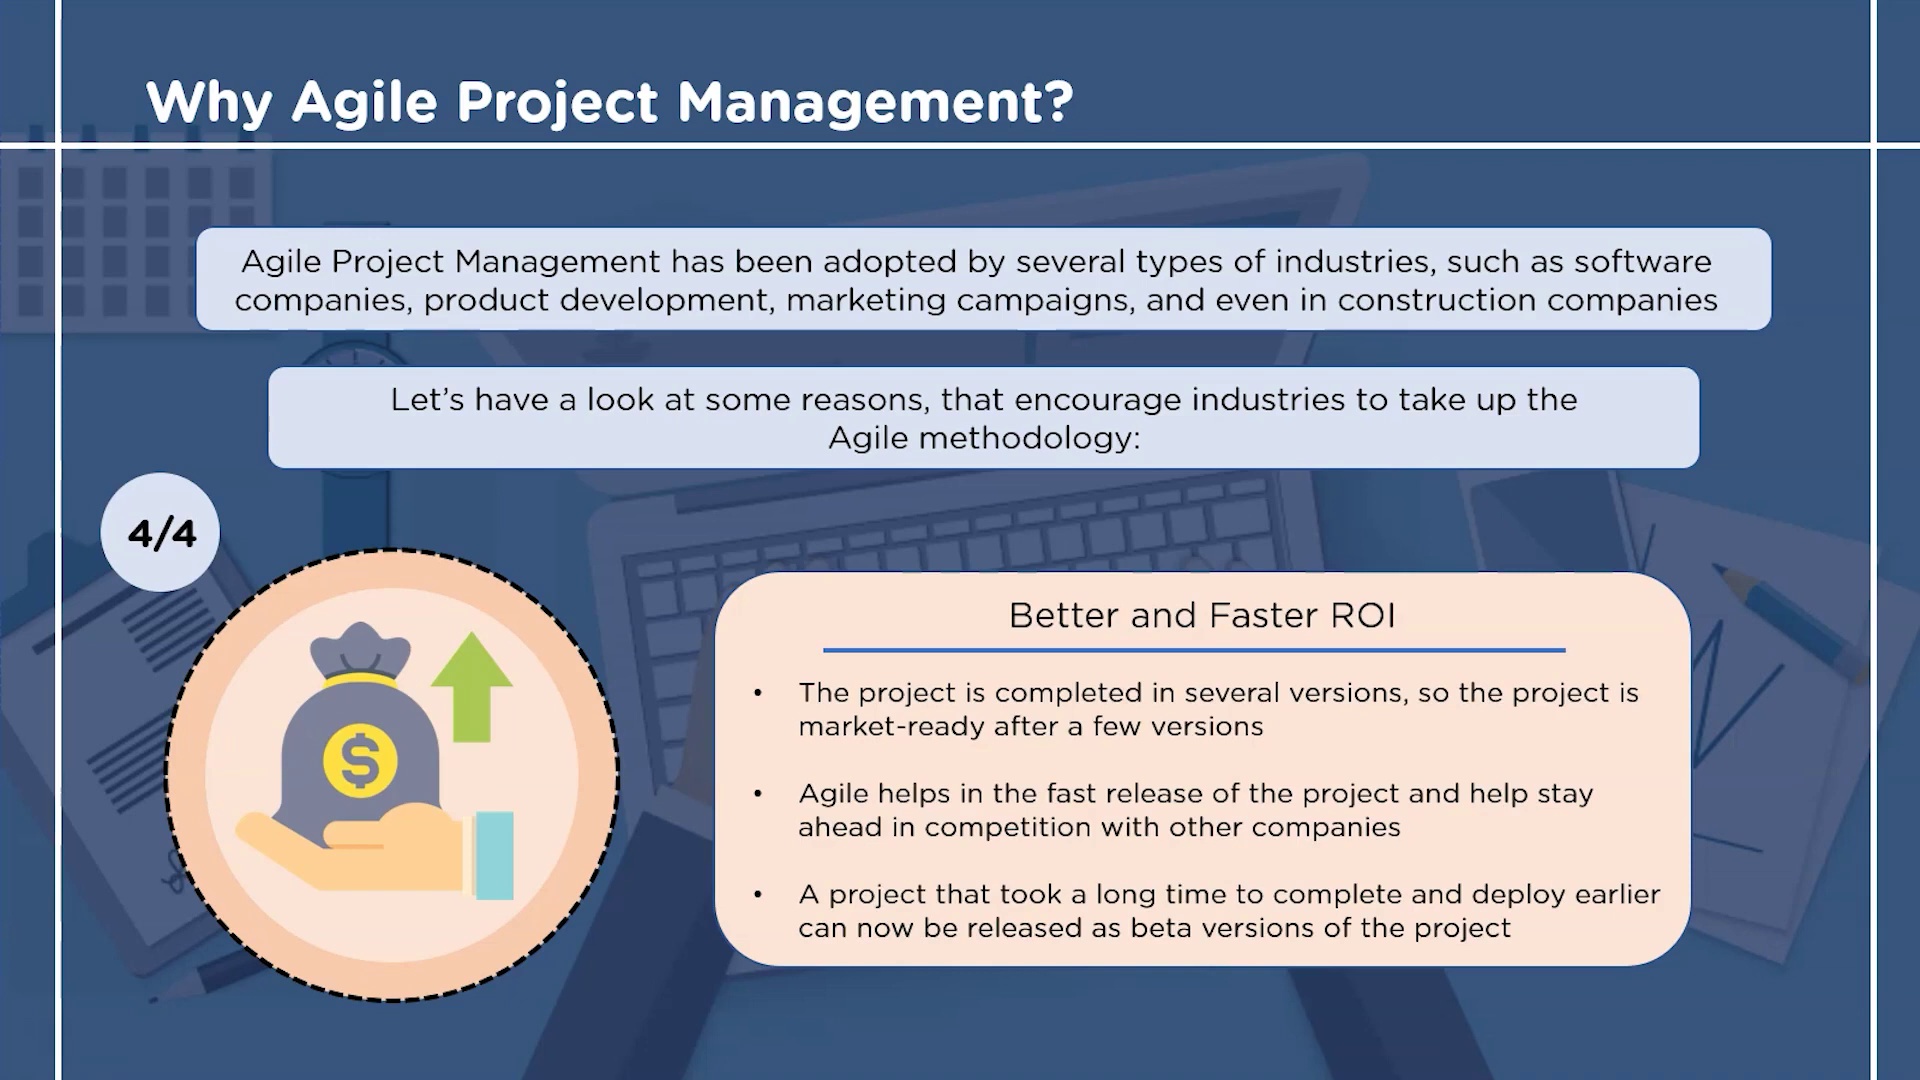 Why Agile Project Management?
Agile Project Management has been adopted by several types of industries, such as software
companies, product development, marketing campaigns, and even in construction companies
Let's have a look at some reasons, that encourage industries to take up the
Agile methodology:
4/4
$
Better and Faster ROI
• The project is completed in several versions, so the project is
market-ready after a few versions
• Agile helps in the fast release of the project and help stay
ahead in competition with other companies
• A project that took a long time to complete and deploy earlier
can now be released as beta versions of the project